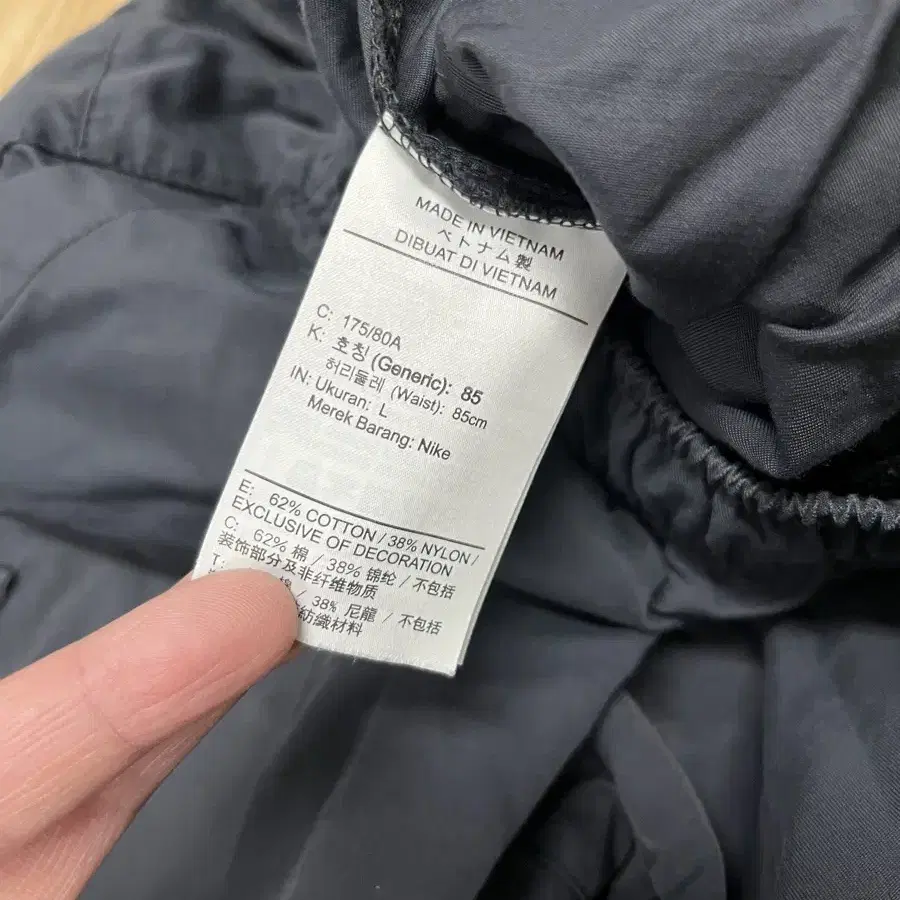 MADE IN VIETNAM
ベトナム製
DIBUAT DI VIETNAM
C: 175/80A
K: 호칭 (Generic): 85
허리둘레 (Waist): 85cm
IN: Ukuran: L
Merek Barang: Nike
E: 62% COTTON / 38% NYLON /
EXCLUSIVE OF DECORATION
C: 62% 棉 / 38% 锦纶 / 不包括
装饰部分及非纤维物质
T: / 38% 尼龍 / 不包括
紡織材料